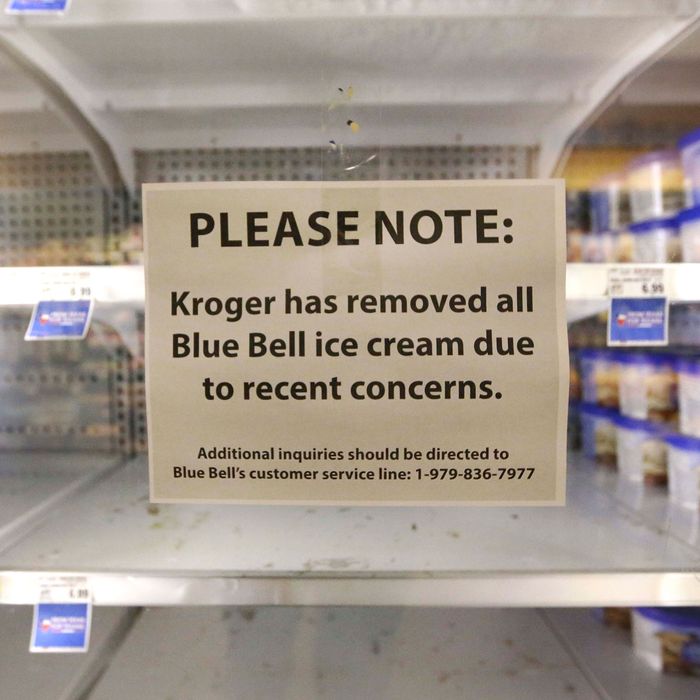 PLEASE NOTE:
Kroger has removed all
Blue Bell ice cream due
to recent concerns.
Additional inquiries should be directed to
Blue Bell's customer service line: 1-979-836-7977
6.99
6.99